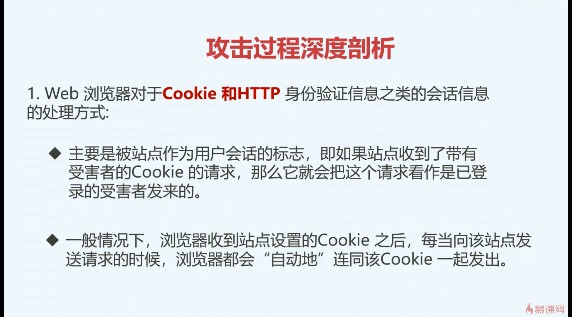 攻击过程深度剖析
1. Web 浏览器对于Cookie 和HTTP 身份验证信息之类的会话信息
的处理方式:
◆ 主要是被站点作为用户会话的标志，即如果站点收到了带有
受害者的Cookie 的请求，那么它就会把这个请求看作是已登
录的受害者发来的。
◆ 一般情况下，浏览器收到站点设置的Cookie 之后，每当向该站点发
送请求的时候，浏览器都会“自动地”连同该Cookie 一起发出。
慕课网